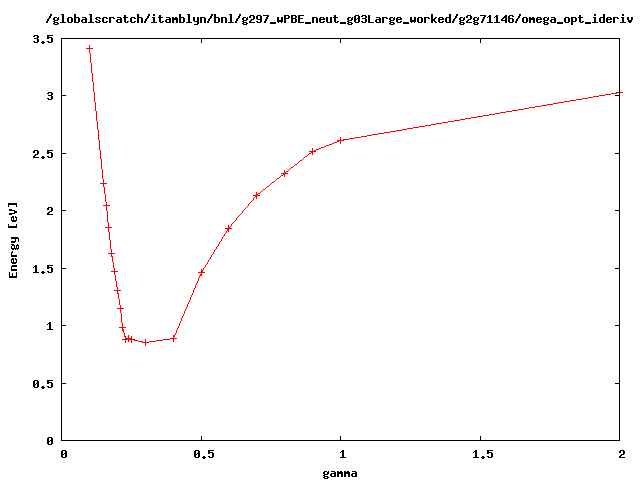 /globalscratch/itamblyn/bnl/g297_wPBE_neut_g03Large_worked/g2g71146/omega_opt_ideriv
3.5
3
2.5
2
1.5
1
0.5
0
Energy [eV]
0 0.5 1 1.5 2
gamma